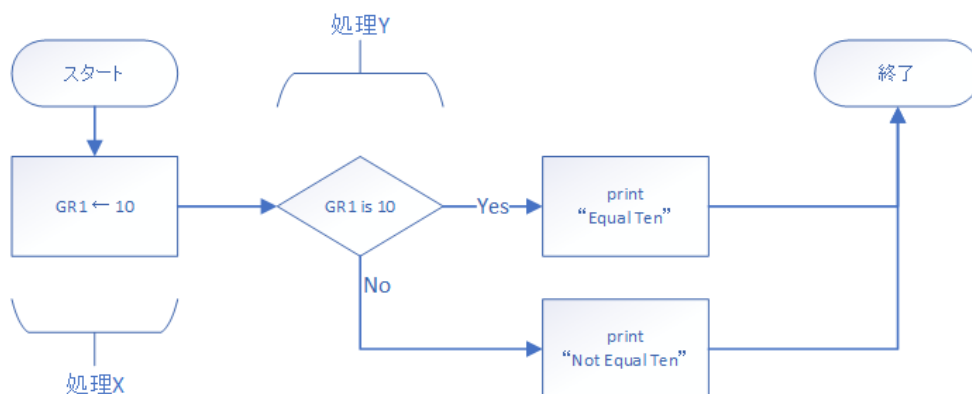 処理Y
スタート
終了
GR1 ← 10
GR1 is 10
Yes
print
“Equal Ten”
No
print
“Not Equal Ten”
処理X